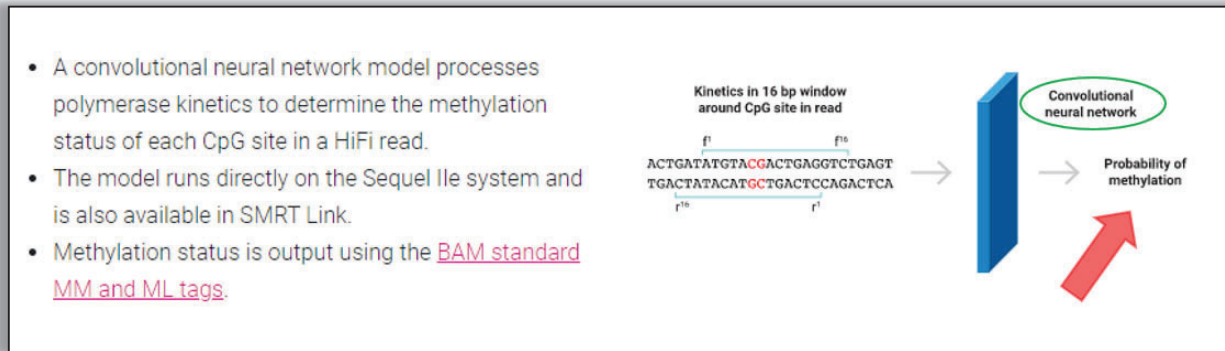 • A convolutional neural network model processes
polymerase kinetics to determine the methylation
status of each CpG site in a HiFi read.
• The model runs directly on the Sequel IIe system and
is also available in SMRT Link.
• Methylation status is output using the BAM standard
MM and ML tags.
Kinetics in 16 bp window
around CpG site in read
f¹ f¹⁶
ACTGATATGTACGACTGAGGTCTGAGT
TGACTATACATGCTGACTCCAGACTCA
r¹⁶ r¹
Convolutional
neural network
Probability of
methylation